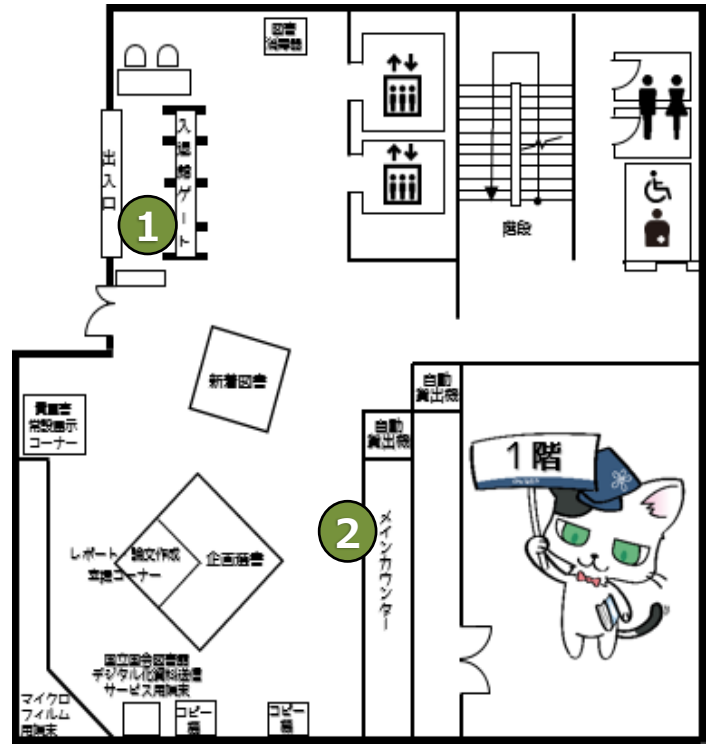 図書
消毒器
出入口
入退館ゲート
1
階段
新着図書
自動
貸出機
自動
貸出機
貴重書
常設展示
コーナー
1階
2
メインカウンター
レポート 論文作成
支援コーナー
企画選書
国立国会図書館
デジタル化資料送信
サービス用端末
マイクロ
フィルム
用端末
コピー
機
コピー
機